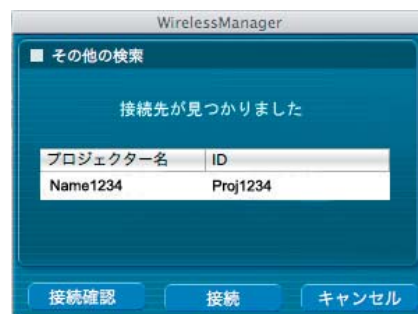 WirelessManager
その他の検索
接続先が見つかりました
プロジェクター名 ID
Name1234 Proj1234
接続確認 接続 キャンセル